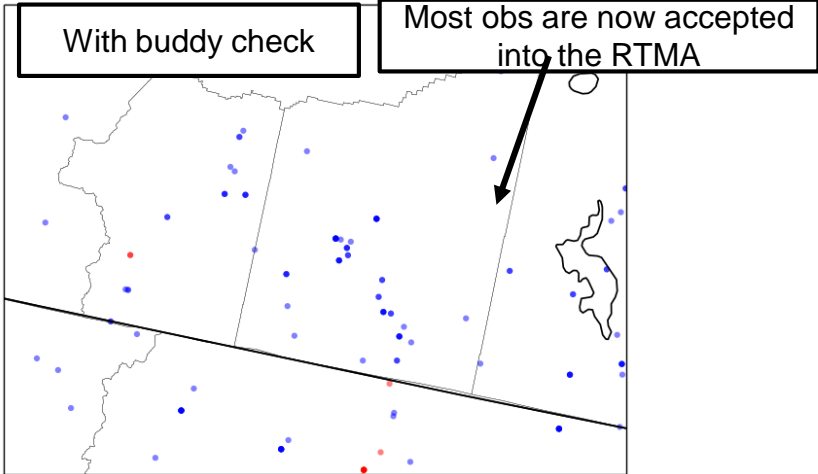 With buddy check
Most obs are now accepted
into the RTMA